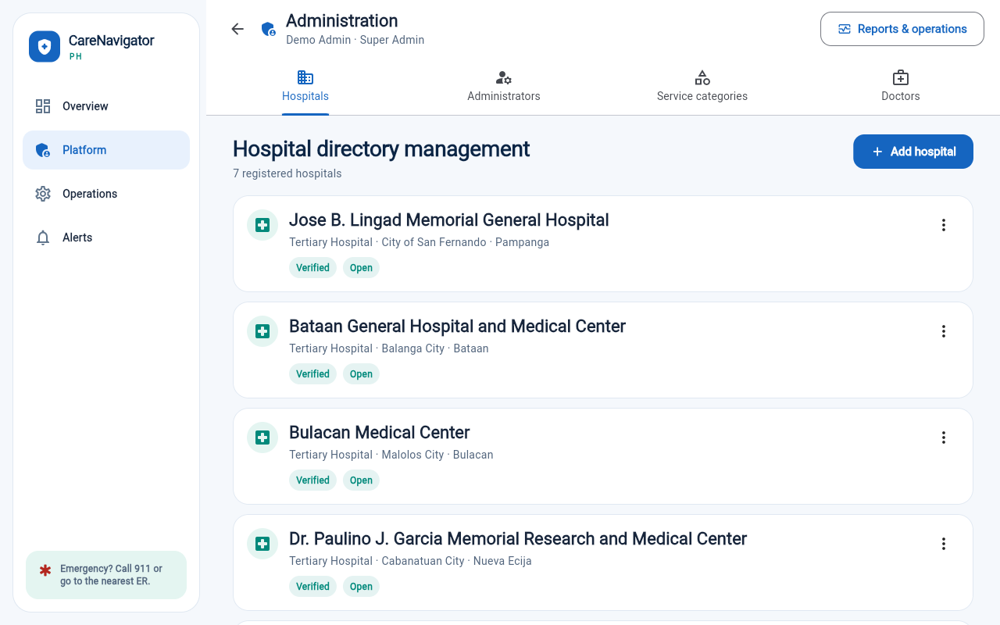 CareNavigator
PH
Overview
Platform
Operations
Alerts
Emergency? Call 911 or
go to the nearest ER.
Administration
Demo Admin · Super Admin
Reports & operations
Hospitals
Administrators
Service categories
Doctors
Hospital directory management
7 registered hospitals
Add hospital
Jose B. Lingad Memorial General Hospital
Tertiary Hospital · City of San Fernando · Pampanga
Verified
Open
Bataan General Hospital and Medical Center
Tertiary Hospital · Balanga City · Bataan
Verified
Open
Bulacan Medical Center
Tertiary Hospital · Malolos City · Bulacan
Verified
Open
Dr. Paulino J. Garcia Memorial Research and Medical Center
Tertiary Hospital · Cabanatuan City · Nueva Ecija
Verified
Open